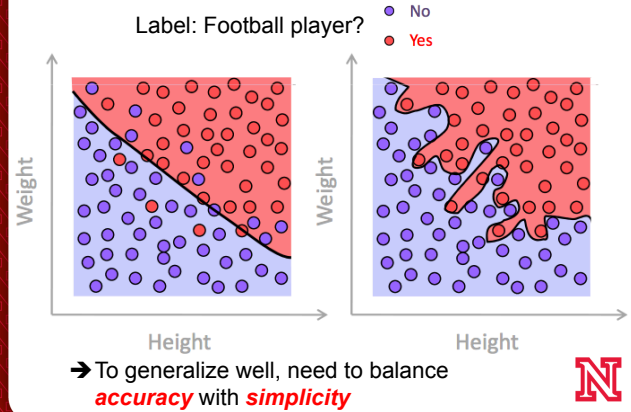 Label: Football player?
No
Yes
Weight
Height
Weight
Height
➔ To generalize well, need to balance
accuracy with simplicity
N